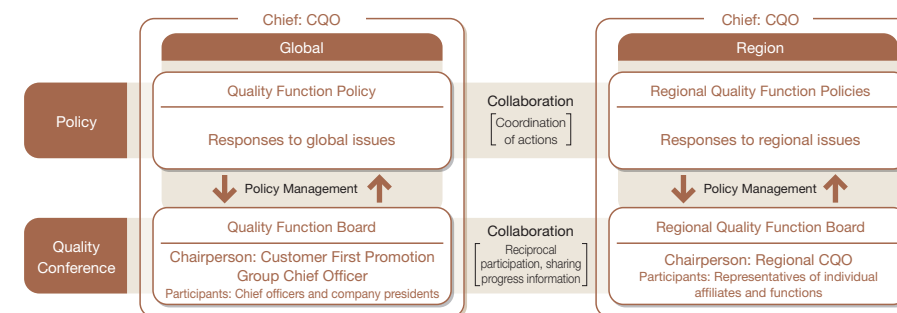 Chief: CQO
Global
Chief: CQO
Region
Policy
Quality Function Policy
Responses to global issues
Collaboration
Coordination
of actions
Regional Quality Function Policies
Responses to regional issues
Policy Management
Policy Management
Quality
Conference
Quality Function Board
Chairperson: Customer First Promotion
Group Chief Officer
Participants: Chief officers and company presidents
Collaboration
Reciprocal
participation, sharing
progress information
Regional Quality Function Board
Chairperson: Regional CQO
Participants: Representatives of individual
affiliates and functions